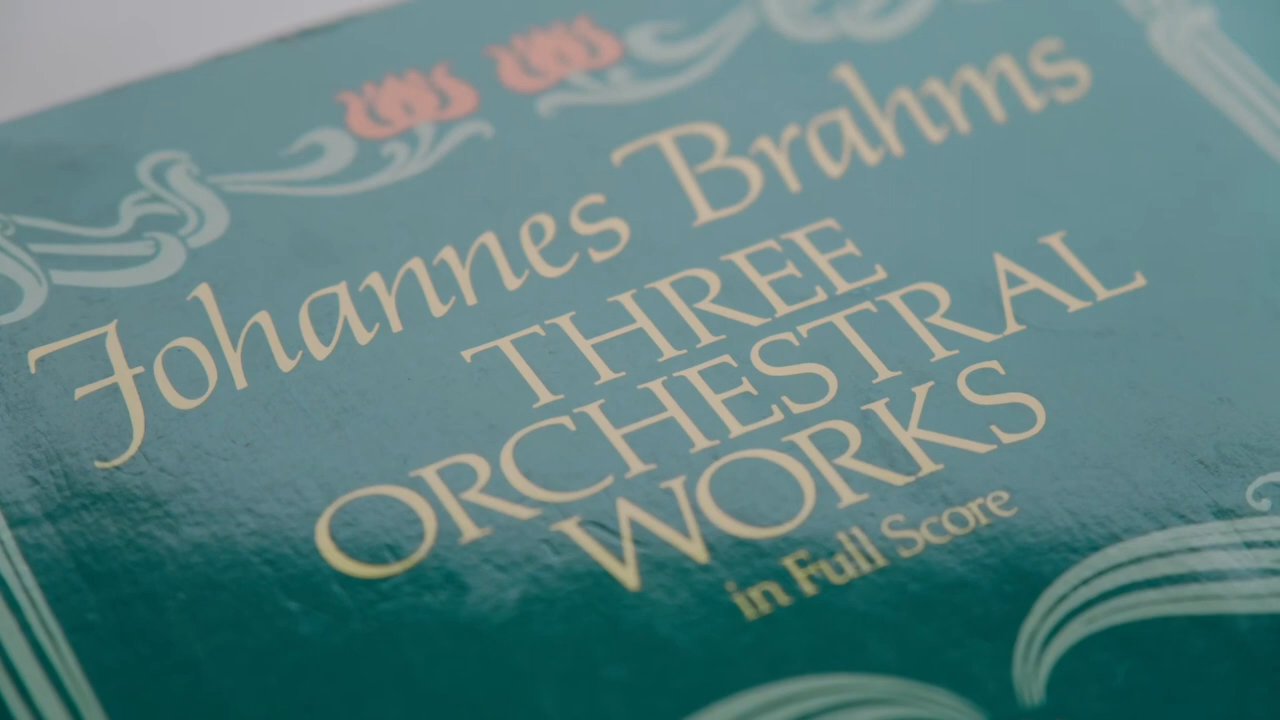 Johannes Brahms
THREE
ORCHESTRAL
WORKS
in Full Score